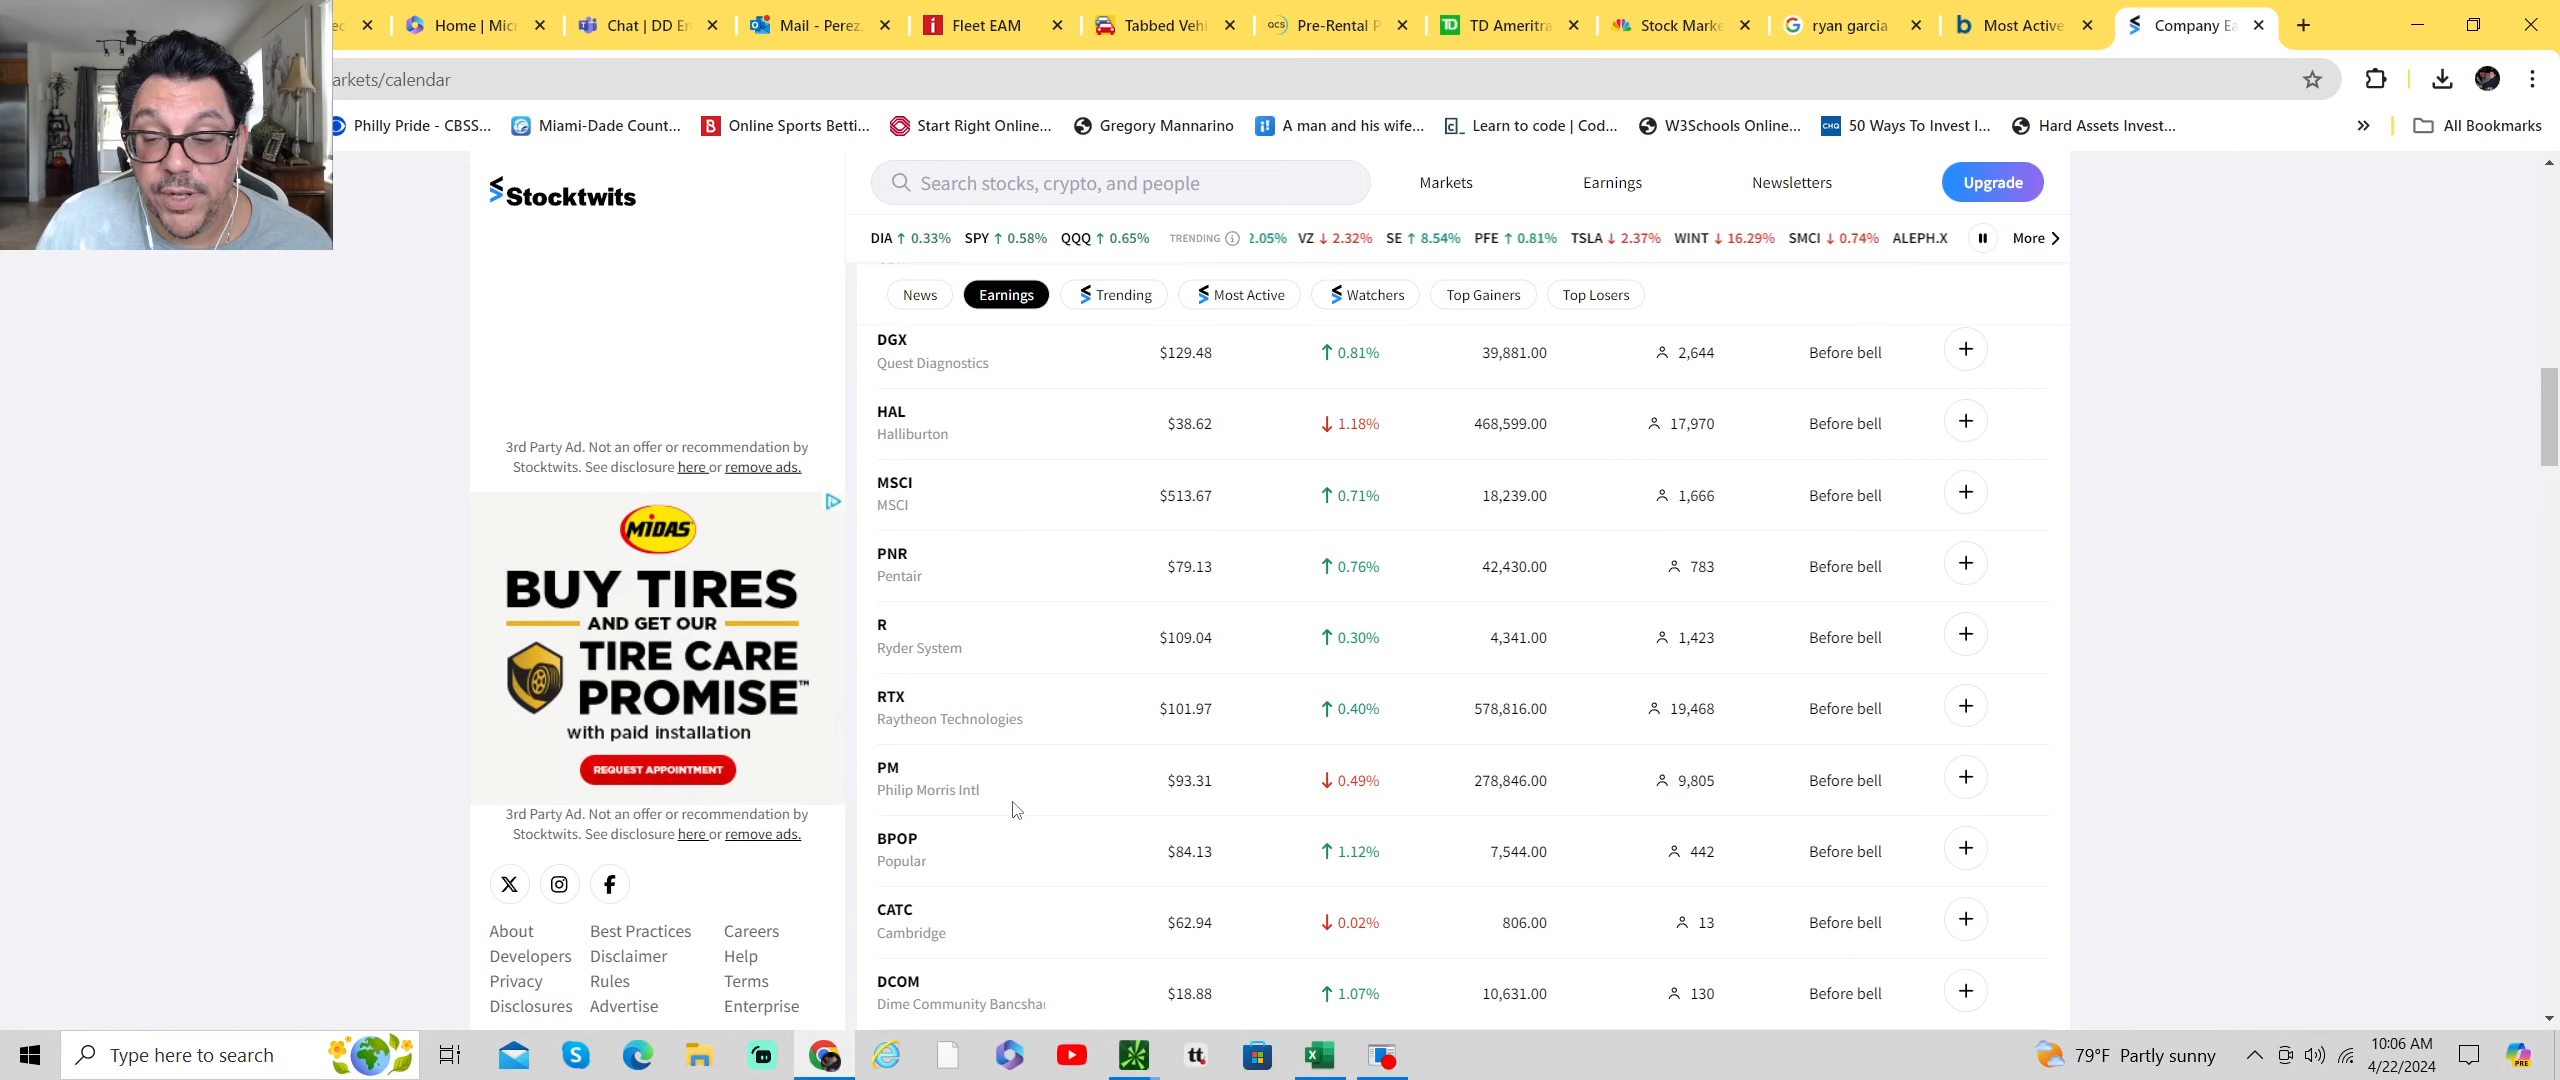 Home | Micr
Chat | DD En
Mail - Perez,
Fleet EAM
Tabbed Vehi
Pre-Rental P
TD Ameritra
Stock Marke
ryan garcia
Most Active
Company Ea
arkets/calendar
Philly Pride - CBSS...
Miami-Dade Count...
Online Sports Betti...
Start Right Online...
Gregory Mannarino
A man and his wife...
Learn to code | Cod...
W3Schools Online...
50 Ways To Invest I...
Hard Assets Invest...
All Bookmarks
Stocktwits
Search stocks, crypto, and people
Markets
Earnings
Newsletters
Upgrade
DIA ↑ 0.33% SPY ↑ 0.58% QQQ ↑ 0.65% TRENDING 2.05% VZ ↓ 2.32% SE ↑ 8.54% PFE ↑ 0.81% TSLA ↓ 2.37% WINT ↓ 16.29% SMCI ↓ 0.74% ALEPH.X More
News Earnings Trending Most Active Watchers Top Gainers Top Losers
DGX
Quest Diagnostics
$129.48 ↑ 0.81% 39,881.00 2,644 Before bell +
HAL
Halliburton
$38.62 ↓ 1.18% 468,599.00 17,970 Before bell +
MSCI
MSCI
$513.67 ↑ 0.71% 18,239.00 1,666 Before bell +
PNR
Pentair
$79.13 ↑ 0.76% 42,430.00 783 Before bell +
R
Ryder System
$109.04 ↑ 0.30% 4,341.00 1,423 Before bell +
RTX
Raytheon Technologies
$101.97 ↑ 0.40% 578,816.00 19,468 Before bell +
PM
Philip Morris Intl
$93.31 ↓ 0.49% 278,846.00 9,805 Before bell +
BPOP
Popular
$84.13 ↑ 1.12% 7,544.00 442 Before bell +
CATC
Cambridge
$62.94 ↓ 0.02% 806.00 13 Before bell +
DCOM
Dime Community Bancshar
$18.88 ↑ 1.07% 10,631.00 130 Before bell +
3rd Party Ad. Not an offer or recommendation by
Stocktwits. See disclosure here or remove ads.
MIDAS
BUY TIRES
AND GET OUR
TIRE CARE
PROMISE™
with paid installation
REQUEST APPOINTMENT
3rd Party Ad. Not an offer or recommendation by
Stocktwits. See disclosure here or remove ads.
About Best Practices Careers
Developers Disclaimer Help
Privacy Rules Terms
Disclosures Advertise Enterprise
Type here to search
79°F Partly sunny
10:06 AM
4/22/2024